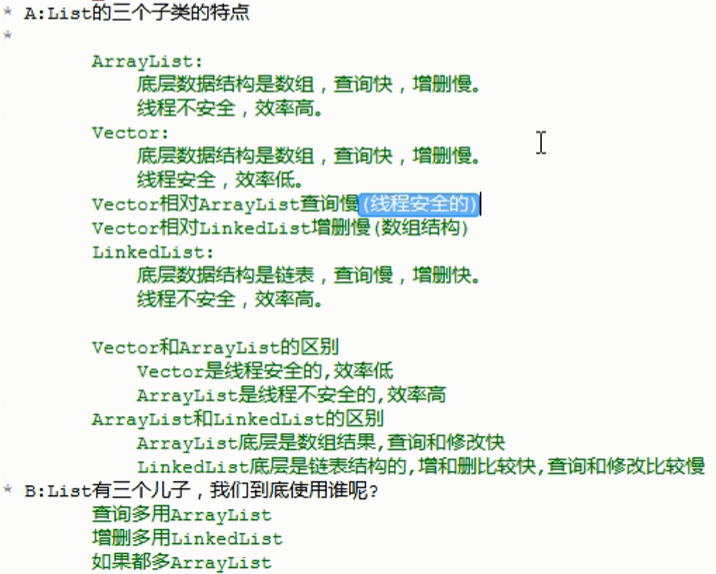 * A:List的三个子类的特点
*
ArrayList:
底层数据结构是数组，查询快，增删慢。
线程不安全，效率高。
Vector:
底层数据结构是数组，查询快，增删慢。
线程安全，效率低。
Vector相对ArrayList查询慢(线程安全的)
Vector相对LinkedList增删慢(数组结构)
LinkedList:
底层数据结构是链表，查询慢，增删快。
线程不安全，效率高。
Vector和ArrayList的区别
Vector是线程安全的,效率低
ArrayList是线程不安全的,效率高
ArrayList和LinkedList的区别
ArrayList底层是数组结果,查询和修改快
LinkedList底层是链表结构的,增和删比较快,查询和修改比较慢
* B:List有三个儿子，我们到底使用谁呢?
查询多用ArrayList
增删多用LinkedList
如果都多ArrayList